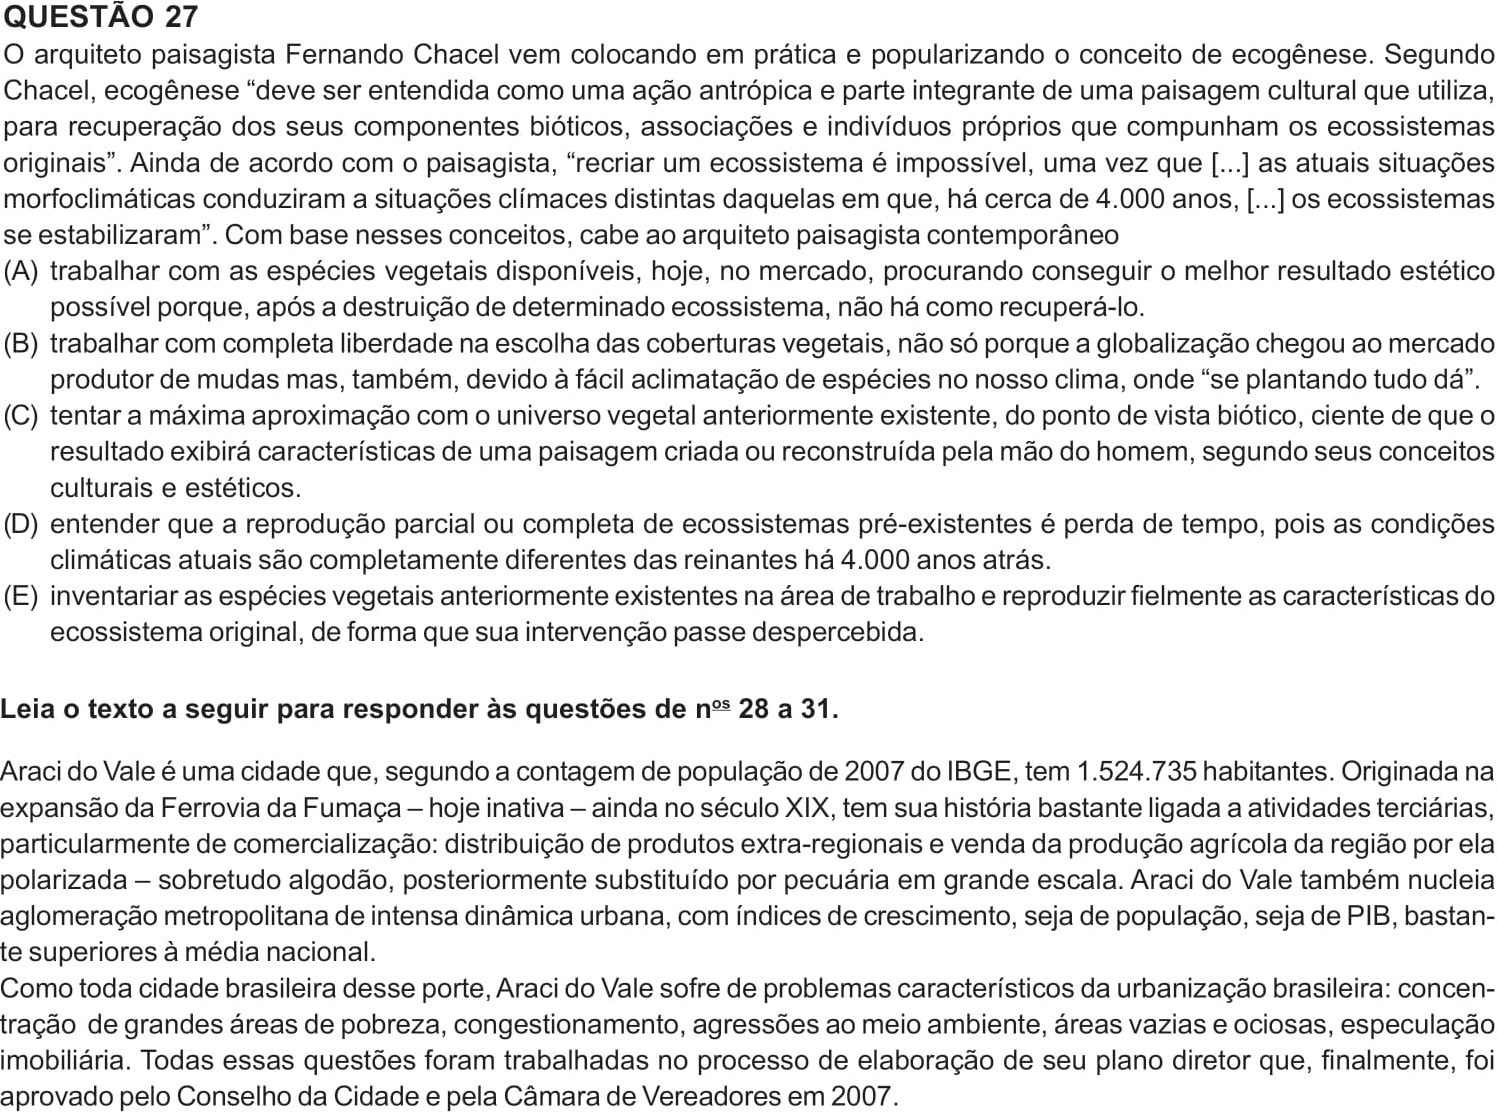 QUESTÃO 27
O arquiteto paisagista Fernando Chacel vem colocando em prática e popularizando o conceito de ecogênese. Segundo
Chacel, ecogênese “deve ser entendida como uma ação antrópica e parte integrante de uma paisagem cultural que utiliza,
para recuperação dos seus componentes bióticos, associações e indivíduos próprios que compunham os ecossistemas
originais”. Ainda de acordo com o paisagista, “recriar um ecossistema é impossível, uma vez que [...] as atuais situações
morfoclimáticas conduziram a situações clímaces distintas daquelas em que, há cerca de 4.000 anos, [...] os ecossistemas
se estabilizaram”. Com base nesses conceitos, cabe ao arquiteto paisagista contemporâneo
(A) trabalhar com as espécies vegetais disponíveis, hoje, no mercado, procurando conseguir o melhor resultado estético
possível porque, após a destruição de determinado ecossistema, não há como recuperá-lo.
(B) trabalhar com completa liberdade na escolha das coberturas vegetais, não só porque a globalização chegou ao mercado
produtor de mudas mas, também, devido à fácil aclimatação de espécies no nosso clima, onde “se plantando tudo dá”.
(C) tentar a máxima aproximação com o universo vegetal anteriormente existente, do ponto de vista biótico, ciente de que o
resultado exibirá características de uma paisagem criada ou reconstruída pela mão do homem, segundo seus conceitos
culturais e estéticos.
(D) entender que a reprodução parcial ou completa de ecossistemas pré-existentes é perda de tempo, pois as condições
climáticas atuais são completamente diferentes das reinantes há 4.000 anos atrás.
(E) inventariar as espécies vegetais anteriormente existentes na área de trabalho e reproduzir fielmente as características do
ecossistema original, de forma que sua intervenção passe despercebida.
Leia o texto a seguir para responder às questões de nos 28 a 31.
Araci do Vale é uma cidade que, segundo a contagem de população de 2007 do IBGE, tem 1.524.735 habitantes. Originada na
expansão da Ferrovia da Fumaça – hoje inativa – ainda no século XIX, tem sua história bastante ligada a atividades terciárias,
particularmente de comercialização: distribuição de produtos extra-regionais e venda da produção agrícola da região por ela
polarizada – sobretudo algodão, posteriormente substituído por pecuária em grande escala. Araci do Vale também nucleia
aglomeração metropolitana de intensa dinâmica urbana, com índices de crescimento, seja de população, seja de PIB, bastan-
te superiores à média nacional.
Como toda cidade brasileira desse porte, Araci do Vale sofre de problemas característicos da urbanização brasileira: concen-
tração de grandes áreas de pobreza, congestionamento, agressões ao meio ambiente, áreas vazias e ociosas, especulação
imobiliária. Todas essas questões foram trabalhadas no processo de elaboração de seu plano diretor que, finalmente, foi
aprovado pelo Conselho da Cidade e pela Câmara de Vereadores em 2007.